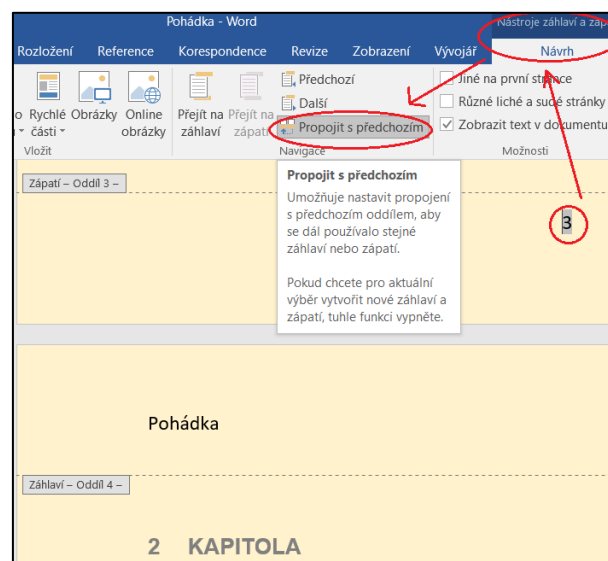 Pohádka - Word
Nástroje záhlaví a zápa
Rozložení Reference Korespondence Revize Zobrazení Vývojář Návrh
Předchozí
Jiné na první stránce
Další
Různé liché a sudé stránky
o Rychlé Obrázky Online Přejít na Přejít na
části obrázky záhlaví zápatí
Propojit s předchozím
Zobrazit text v dokumentu
Vložit Navigace Možnosti
Zápatí – Oddíl 3 –
Propojit s předchozím
Umožňuje nastavit propojení
s předchozím oddílem, aby
se dál používalo stejné
záhlaví nebo zápatí.
Pokud chcete pro aktuální
výběr vytvořit nové záhlaví a
zápatí, tuhle funkci vypněte.
3
Pohádka
Záhlaví – Oddíl 4 –
2 KAPITOLA